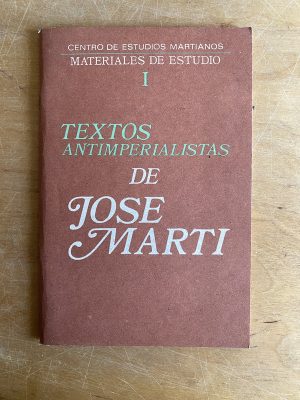 CENTRO DE ESTUDIOS MARTIANOS
MATERIALES DE ESTUDIO
I
TEXTOS
ANTIMPERIALISTAS
DE
JOSE
MARTI